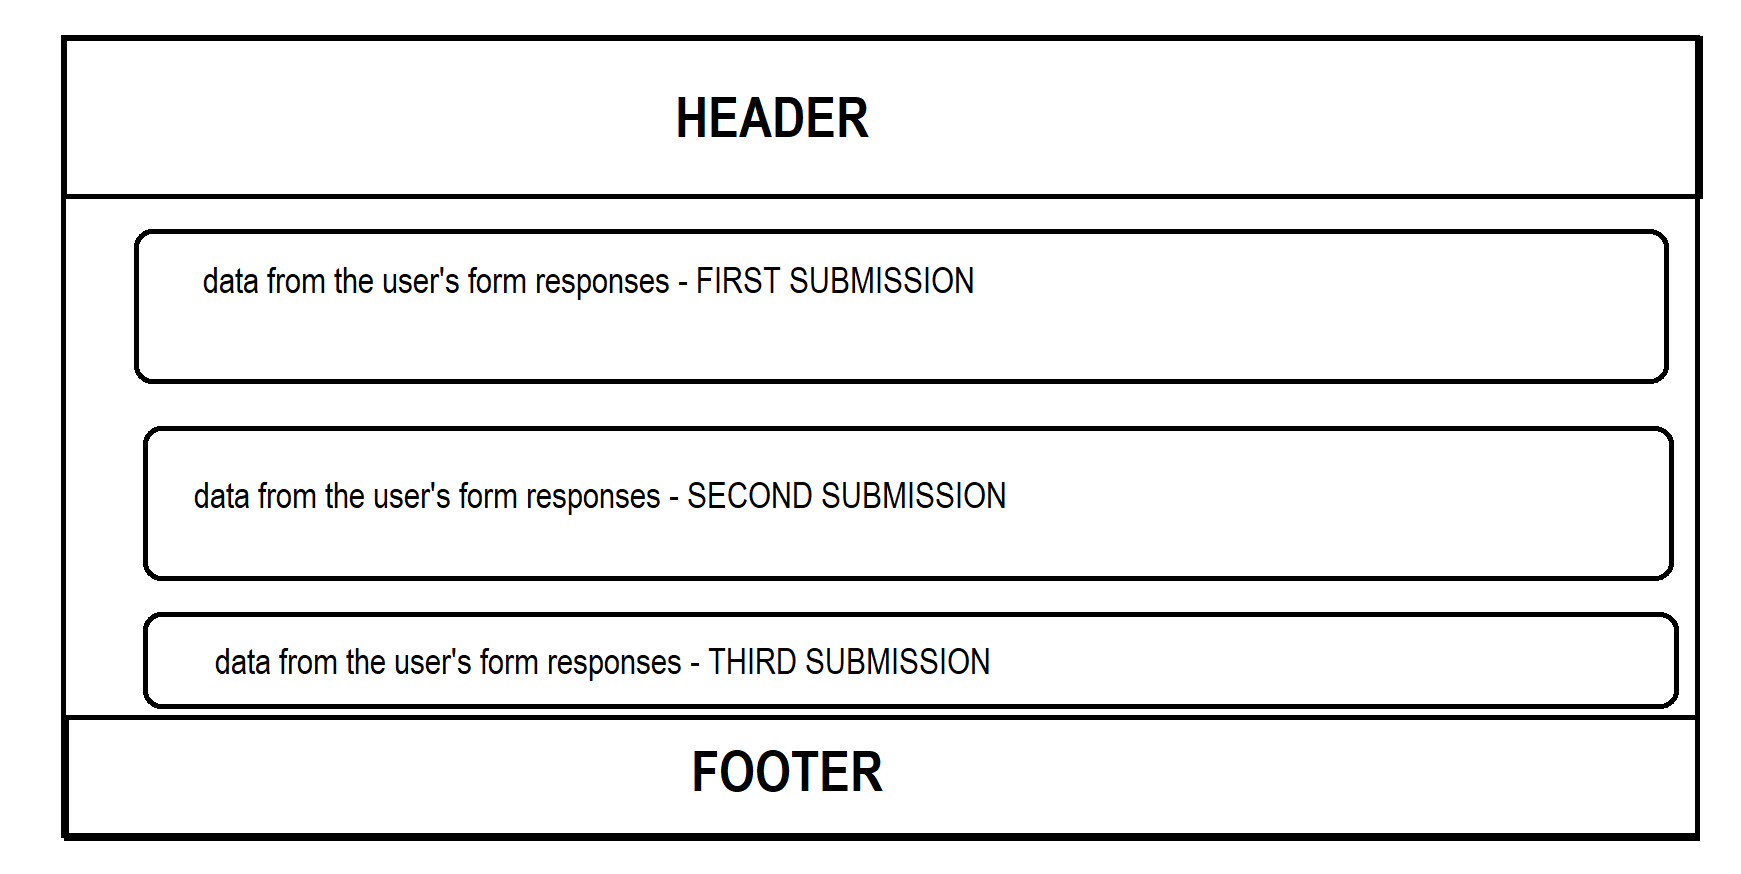 HEADER
data from the user's form responses - FIRST SUBMISSION
data from the user's form responses - SECOND SUBMISSION
data from the user's form responses - THIRD SUBMISSION
FOOTER